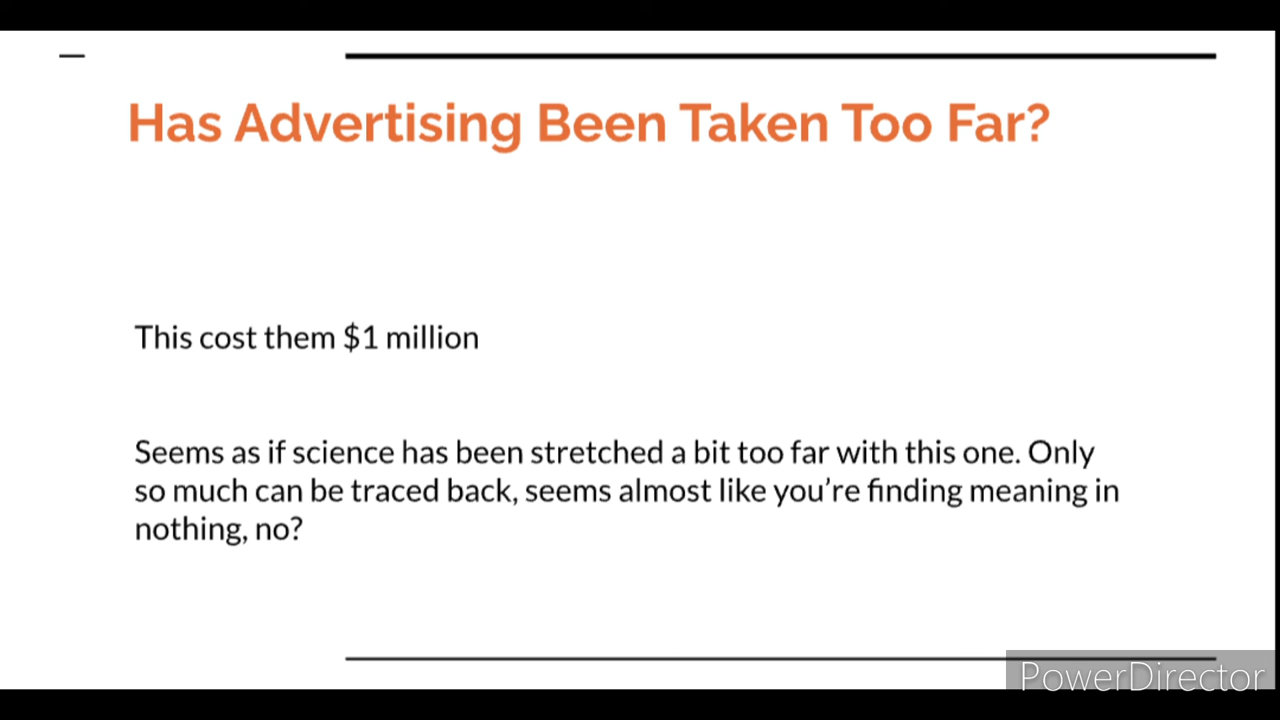 Has Advertising Been Taken Too Far?
This cost them $1 million
Seems as if science has been stretched a bit too far with this one. Only
so much can be traced back, seems almost like you’re finding meaning in
nothing, no?
PowerDirector